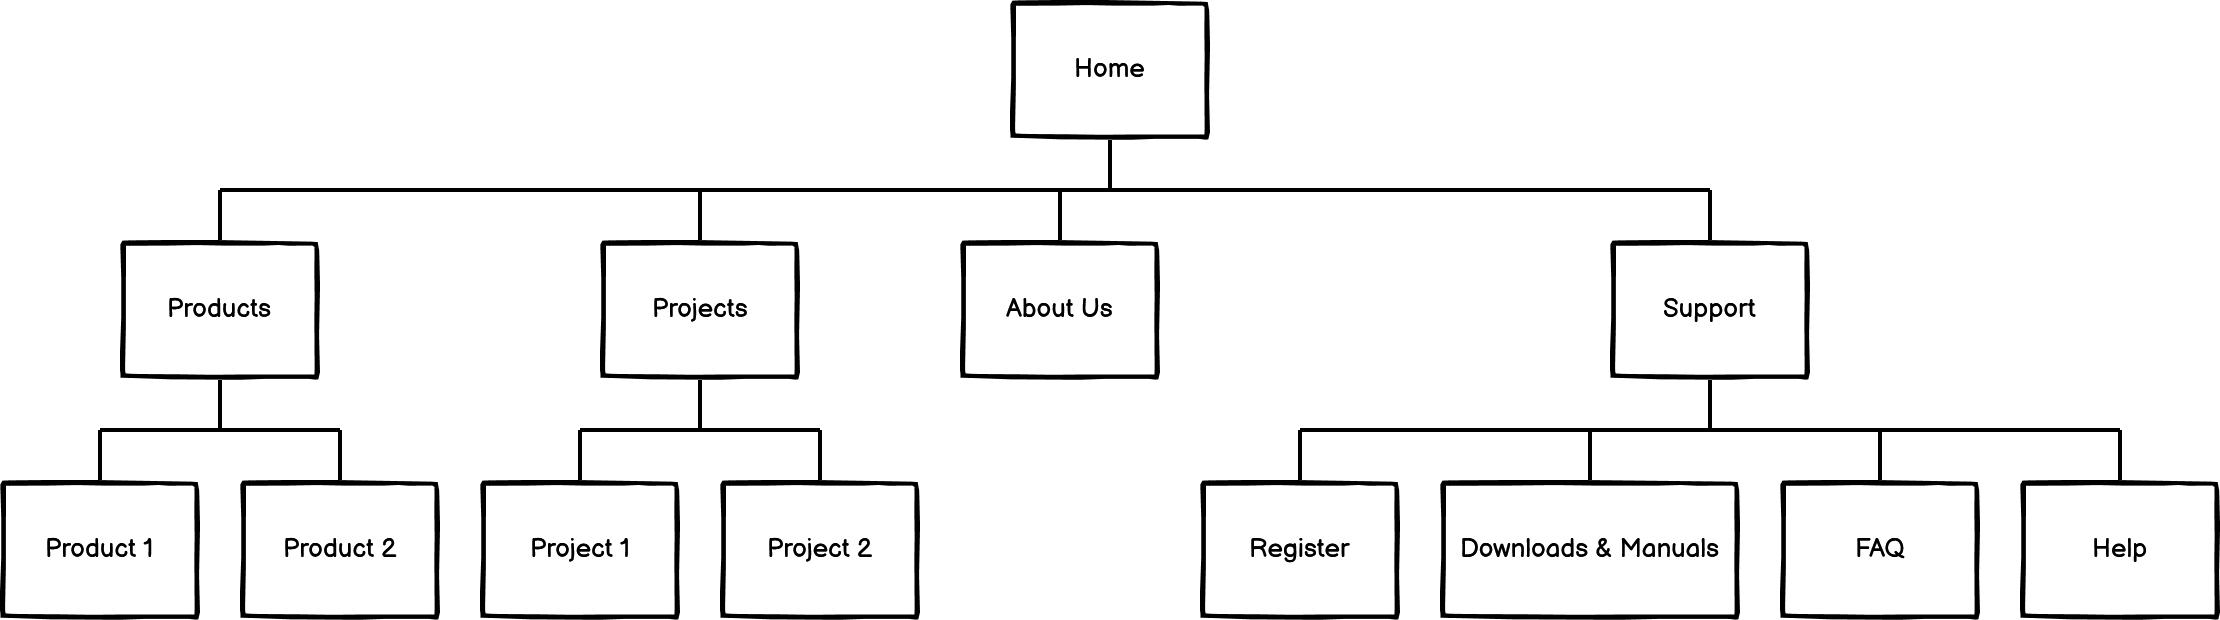 Home
Products
Projects
About Us
Support
Product 1
Product 2
Project 1
Project 2
Register
Downloads & Manuals
FAQ
Help